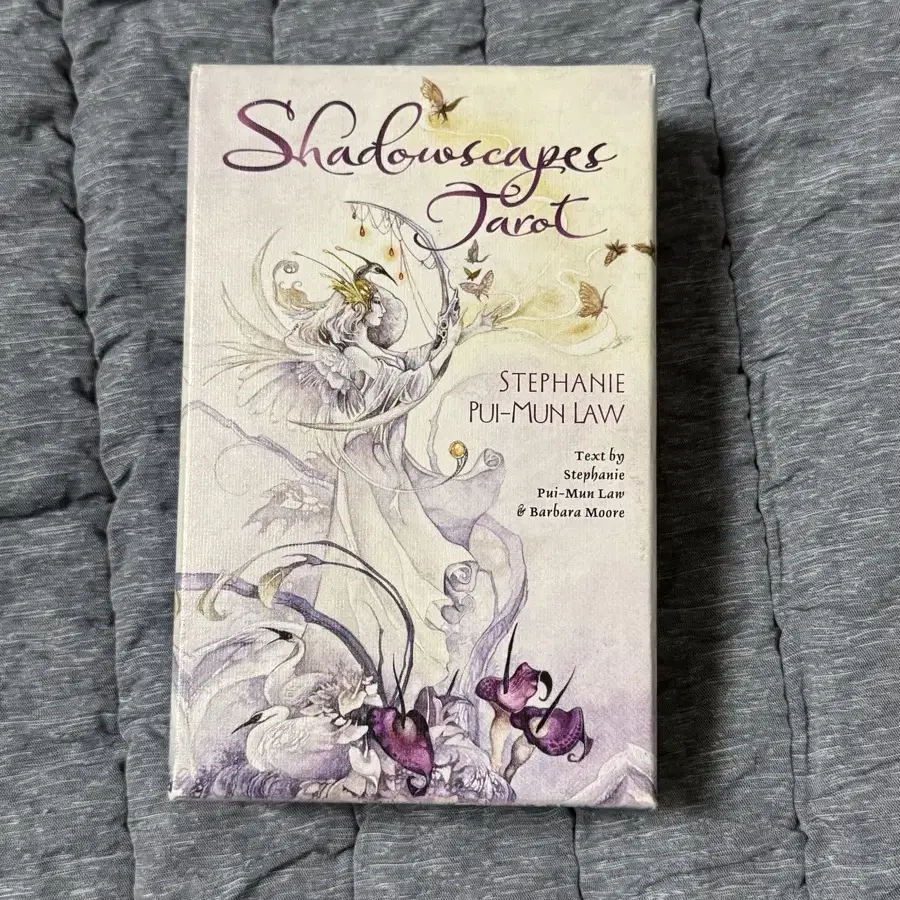 Shadowscapes
Tarot
STEPHANIE
PUI-MUN LAW
Text by
Stephanie
Pui-Mun Law
& Barbara Moore